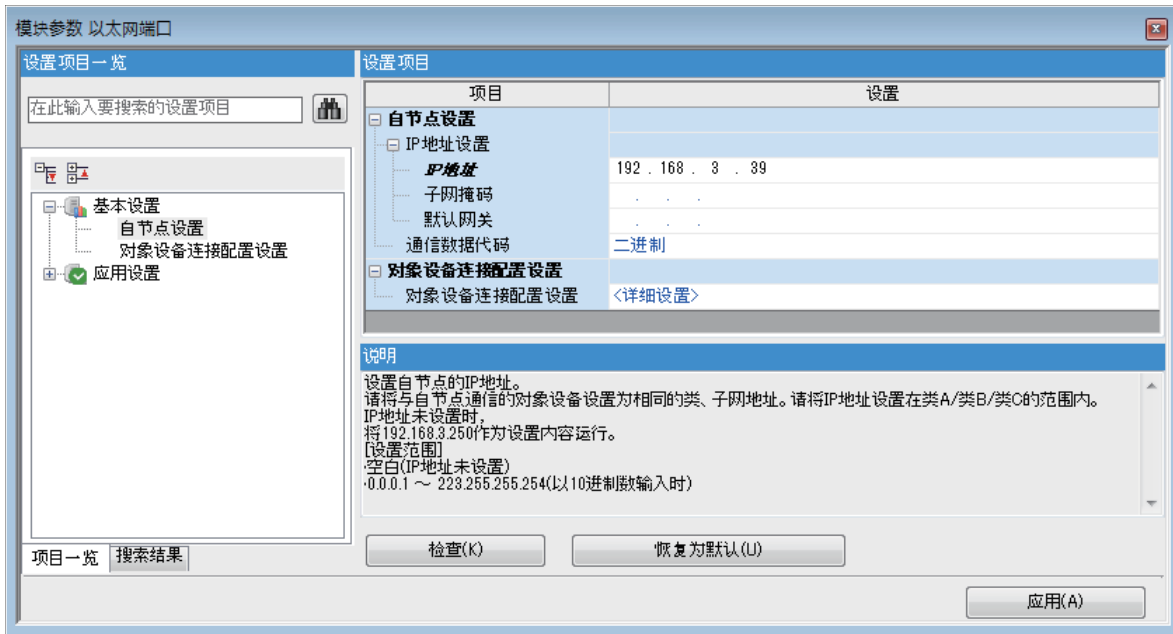 模块参数 以太网端口
设置项目一览
在此输入要搜索的设置项目
基本设置
自节点设置
对象设备连接配置设置
应用设置
项目一览 搜索结果
设置项目
项目 设置
自节点设置
IP地址设置
IP地址 192 . 168 . 3 . 39
子网掩码 . . .
默认网关 . . .
通信数据代码 二进制
对象设备连接配置设置
对象设备连接配置设置 <详细设置>
说明
设置自节点的IP地址。
请将与自节点通信的对象设备设置为相同的类、子网地址。请将IP地址设置在类A/类B/类C的范围内。
IP地址未设置时,
将192.168.3.250作为设置内容运行。
[设置范围]
·空白(IP地址未设置)
·0.0.0.1 ～ 223.255.255.254(以10进制数输入时)
检查(K) 恢复为默认(U)
应用(A)